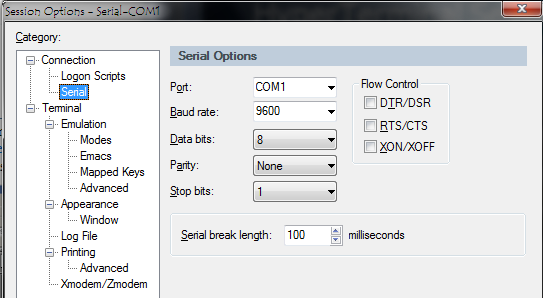 Session Options - Serial-COM1
Category:
Connection
Logon Scripts
Serial
Terminal
Emulation
Modes
Emacs
Mapped Keys
Advanced
Appearance
Window
Log File
Printing
Advanced
Xmodem/Zmodem
Serial Options
Port: COM1
Baud rate: 9600
Data bits: 8
Parity: None
Stop bits: 1
Flow Control
DTR/DSR
RTS/CTS
XON/XOFF
Serial break length: 100 milliseconds